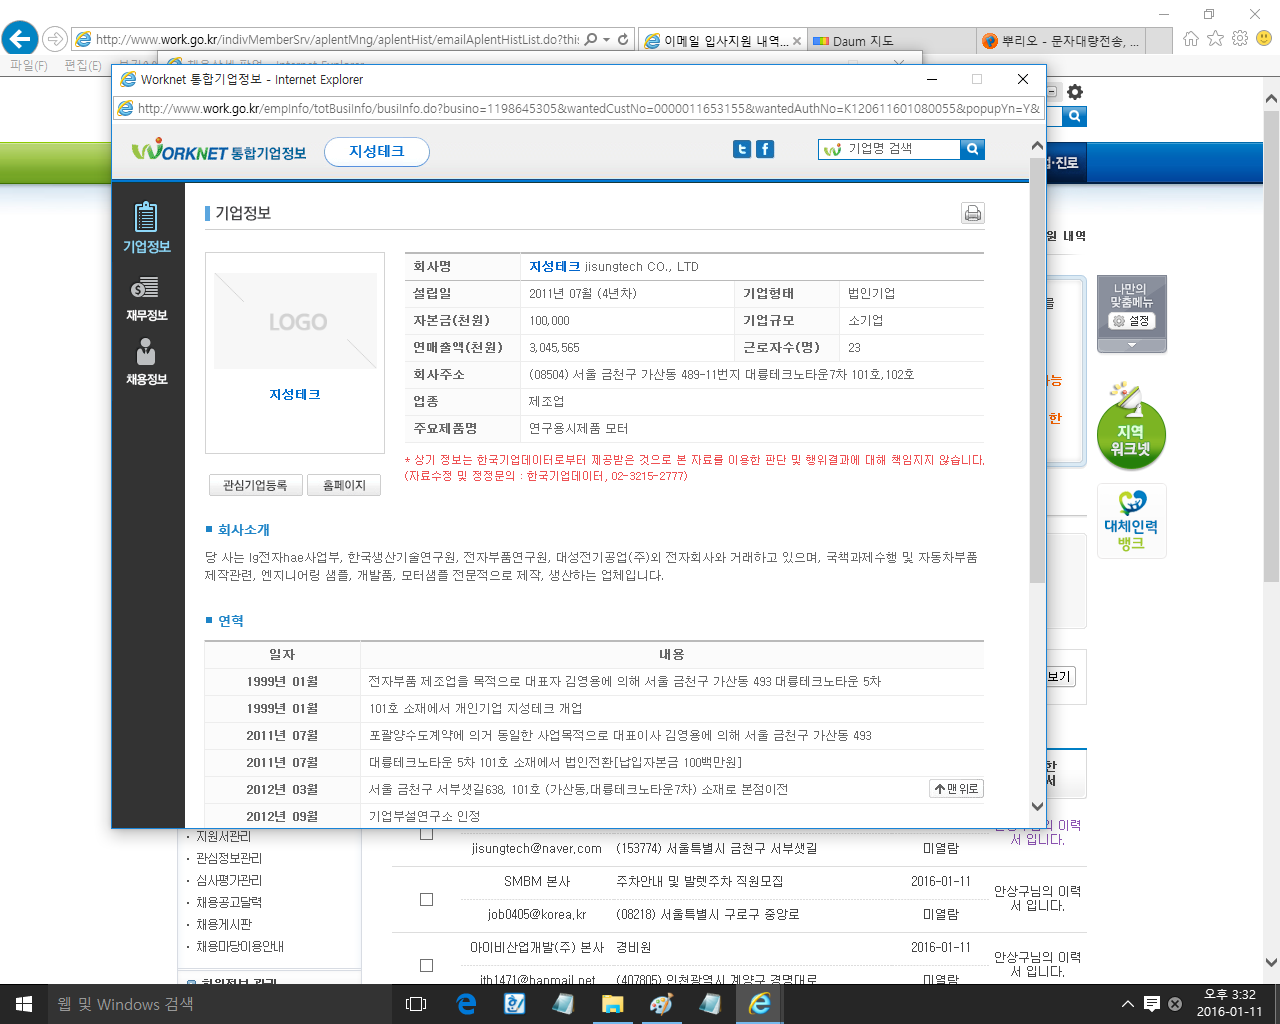 http://www.work.go.kr/indivMemberSrv/aplentMng/aplentHist/emailAplentHistList.do?this
이메일 입사지원 내역...
Daum 지도
뿌리오 - 문자대량전송, ...
파일(F) 편집(E)
Worknet 통합기업정보 - Internet Explorer
http://www.work.go.kr/empInfo/totBusiInfo/busiInfo.do?busino=1198645305&wantedCustNo=0000011653155&wantedAuthNo=K120611601080055&popupYn=Y&
WORKNET 통합기업정보
지성테크
기업명 검색
기업정보
재무정보
채용정보
기업정보
LOGO
지성테크
관심기업등록 홈페이지
회사명 지성테크 jisungtech CO., LTD
설립일 2011년 07월 (4년차) 기업형태 법인기업
자본금(천원) 100,000 기업규모 소기업
연매출액(천원) 3,045,565 근로자수(명) 23
회사주소 (08504) 서울 금천구 가산동 489-11번지 대륭테크노타운7차 101호,102호
업종 제조업
주요제품명 연구용시제품 모터
* 상기 정보는 한국기업데이터로부터 제공받은 것으로 본 자료를 이용한 판단 및 행위결과에 대해 책임지지 않습니다.
(자료수정 및 정정문의 : 한국기업데이터, 02-3215-2777)
회사소개
당 사는 lg전자hae사업부, 한국생산기술연구원, 전자부품연구원, 대성전기공업(주)외 전자회사와 거래하고 있으며, 국책과제수행 및 자동차부품
제작관련, 엔지니어링 샘플, 개발품, 모터샘플 전문적으로 제작, 생산하는 업체입니다.
연혁
일자 내용
1999년 01월 전자부품 제조업을 목적으로 대표자 김영용에 의해 서울 금천구 가산동 493 대륭테크노타운 5차
1999년 01월 101호 소재에서 개인기업 지성테크 개업
2011년 07월 포괄양수도계약에 의거 동일한 사업목적으로 대표이사 김영용에 의해 서울 금천구 가산동 493
2011년 07월 대륭테크노타운 5차 101호 소재에서 법인전환[납입자본금 100백만원]
2012년 03월 서울 금천구 서부샛길638, 101호 (가산동,대륭테크노타운7차) 소재로 본점이전
2012년 09월 기업부설연구소 인정
맨 위로
·진로
원 내역
를
능
한
보기
한
서
나만의
맞춤메뉴
설정
지역
워크넷
대체인력
뱅크
지원서관리
관심정보관리
심사평가관리
채용공고달력
채용게시판
채용마당이용안내
회원정보 관리
안상구님의 이력
서 입니다.
jisungtech@naver.com (153774) 서울특별시 금천구 서부샛길 미열람
SMBM 본사 주차안내 및 발렛주차 직원모집 2016-01-11
안상구님의 이력
서 입니다.
job0405@korea.kr (08218) 서울특별시 구로구 중앙로 미열람
아이비산업개발(주) 본사 경비원 2016-01-11
안상구님의 이력
서 입니다.
ith1471@hanmail.net (407805) 인천광역시 계양구 경명대로 미열람
웹 및 Windows 검색
오후 3:32
2016-01-11